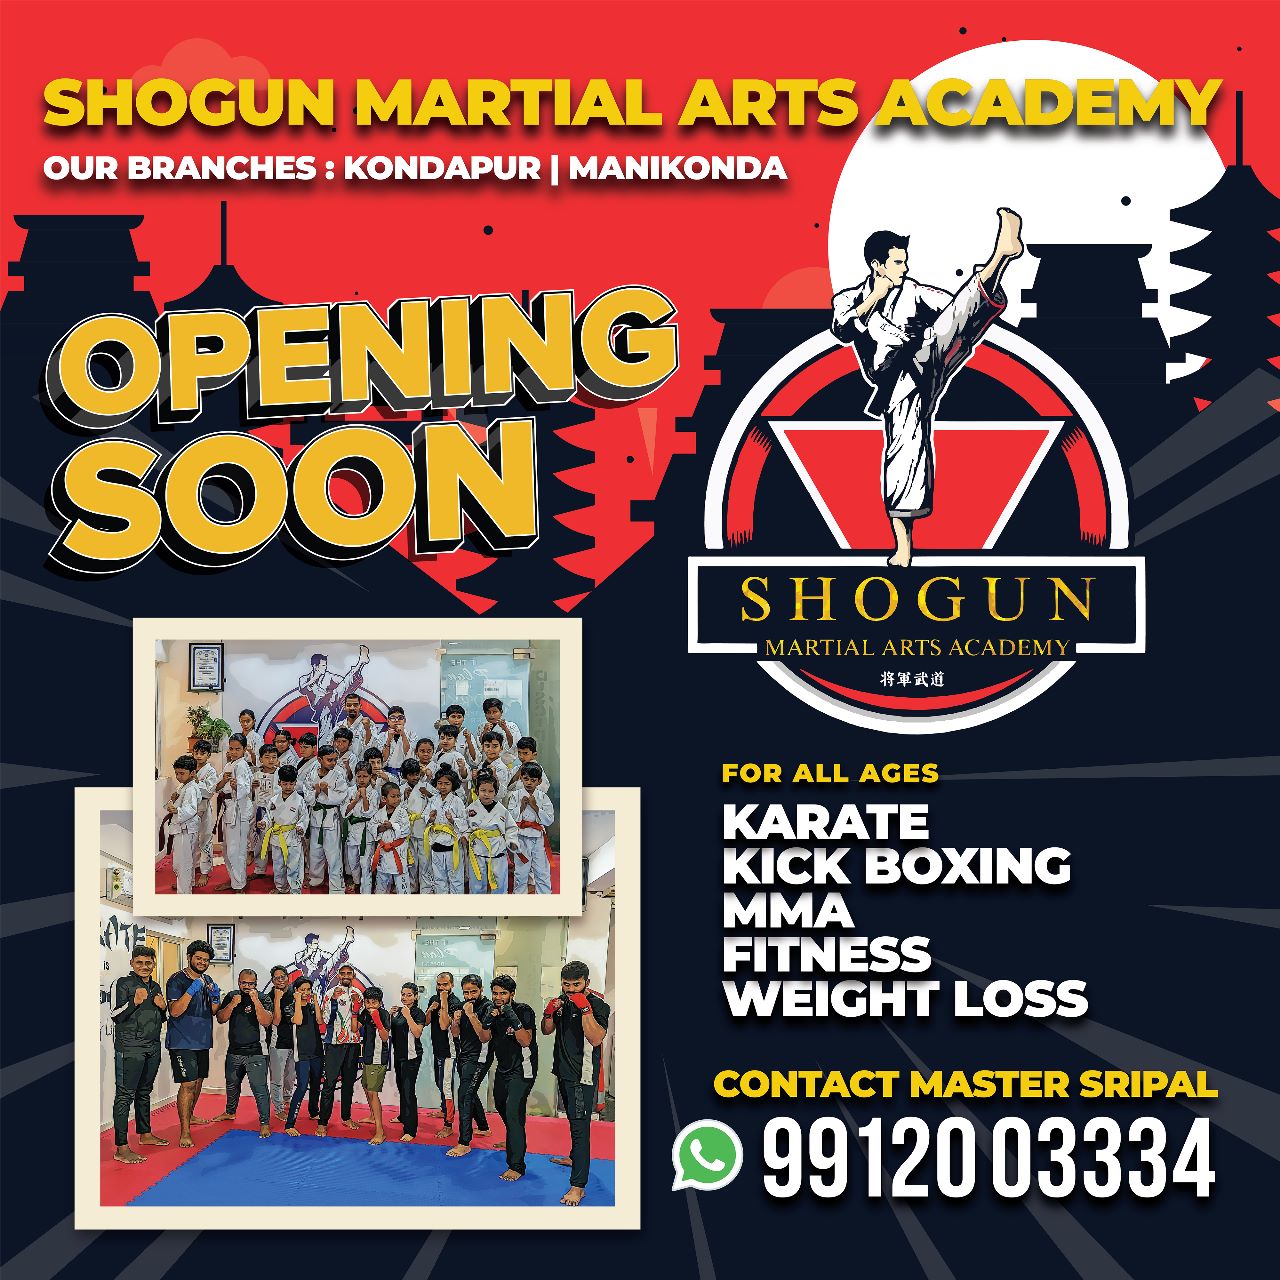 SHOGUN MARTIAL ARTS ACADEMY
OUR BRANCHES : KONDAPUR | MANIKONDA
OPENING
SOON
SHOGUN
MARTIAL ARTS ACADEMY
将軍武道
FOR ALL AGES
KARATE
KICK BOXING
MMA
FITNESS
WEIGHT LOSS
CONTACT MASTER SRIPAL
99120 03334